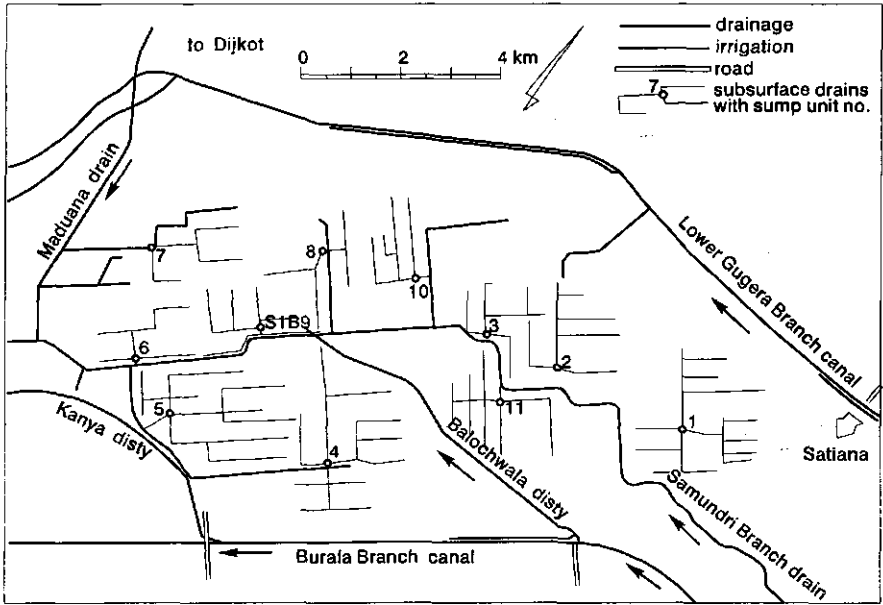 to Dijkot
0 2 4 km
drainage
irrigation
road
7
subsurface drains
with sump unit no.
Maduana drain
7
8
10
Lower Gugera Branch canal
S1B9
3
6
2
5
11
1
Kanya disty
4
Balochwala disty
Satiana
Samundri Branch drain
Burala Branch canal